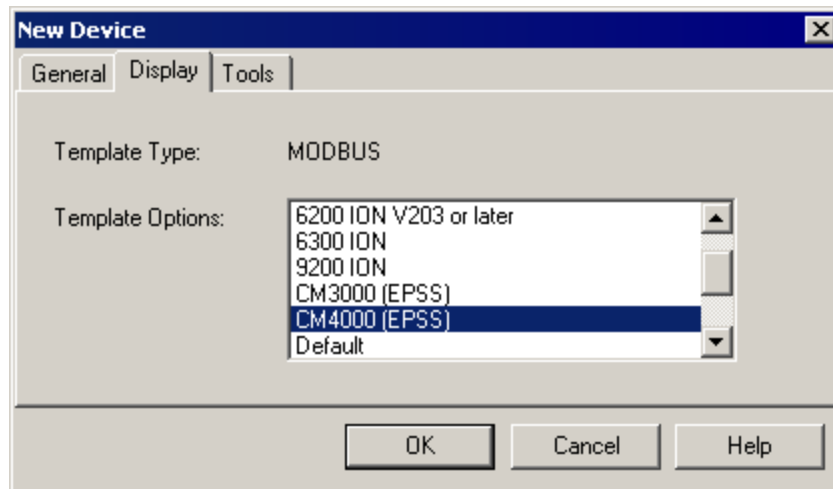 New Device
General Display Tools
Template Type: MODBUS
Template Options:
6200 ION V203 or later
6300 ION
9200 ION
CM3000 (EPSS)
CM4000 (EPSS)
Default
OK Cancel Help